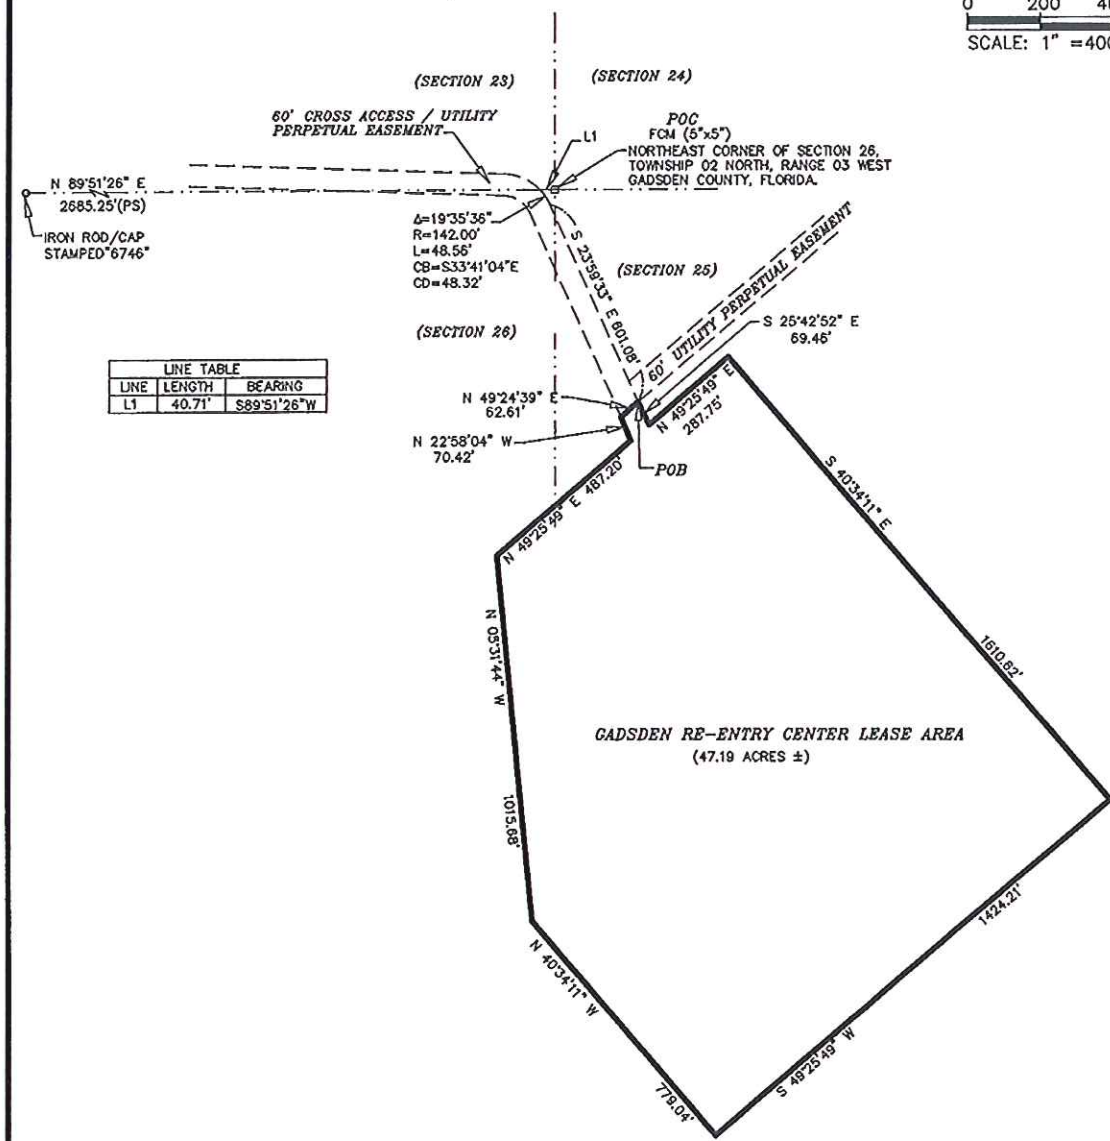 0 200
SCALE: 1" =400
(SECTION 23)
(SECTION 24)
60' CROSS ACCESS / UTILITY
PERPETUAL EASEMENT
L1
POC
FCM (5"x5")
NORTHEAST CORNER OF SECTION 26,
TOWNSHIP 02 NORTH, RANGE 03 WEST
GADSDEN COUNTY, FLORIDA.
N 89°51'26" E
2685.25'(PS)
IRON ROD/CAP
STAMPED"6746"
Δ=19°35'36"
R=142.00'
L=48.56'
CB=S33°41'04"E
CD=48.32'
S 23°59'33" E 601.08'
(SECTION 25)
60' UTILITY PERPETUAL EASEMENT
(SECTION 26)
S 25°42'52" E
69.46'
LINE TABLE
LINE LENGTH BEARING
L1 40.71' S89°51'26"W
N 49°24'39" E
62.61'
N 22°58'04" W
70.42'
N 49°25'49" E
287.75'
POB
N 49°25'49" E 487.20'
S 40°34'11" E
1610.62'
N 05°31'44" W
1015.68'
GADSDEN RE-ENTRY CENTER LEASE AREA
(47.19 ACRES ±)
N 40°34'11" W
779.04'
S 49°25'49" W
1424.21'